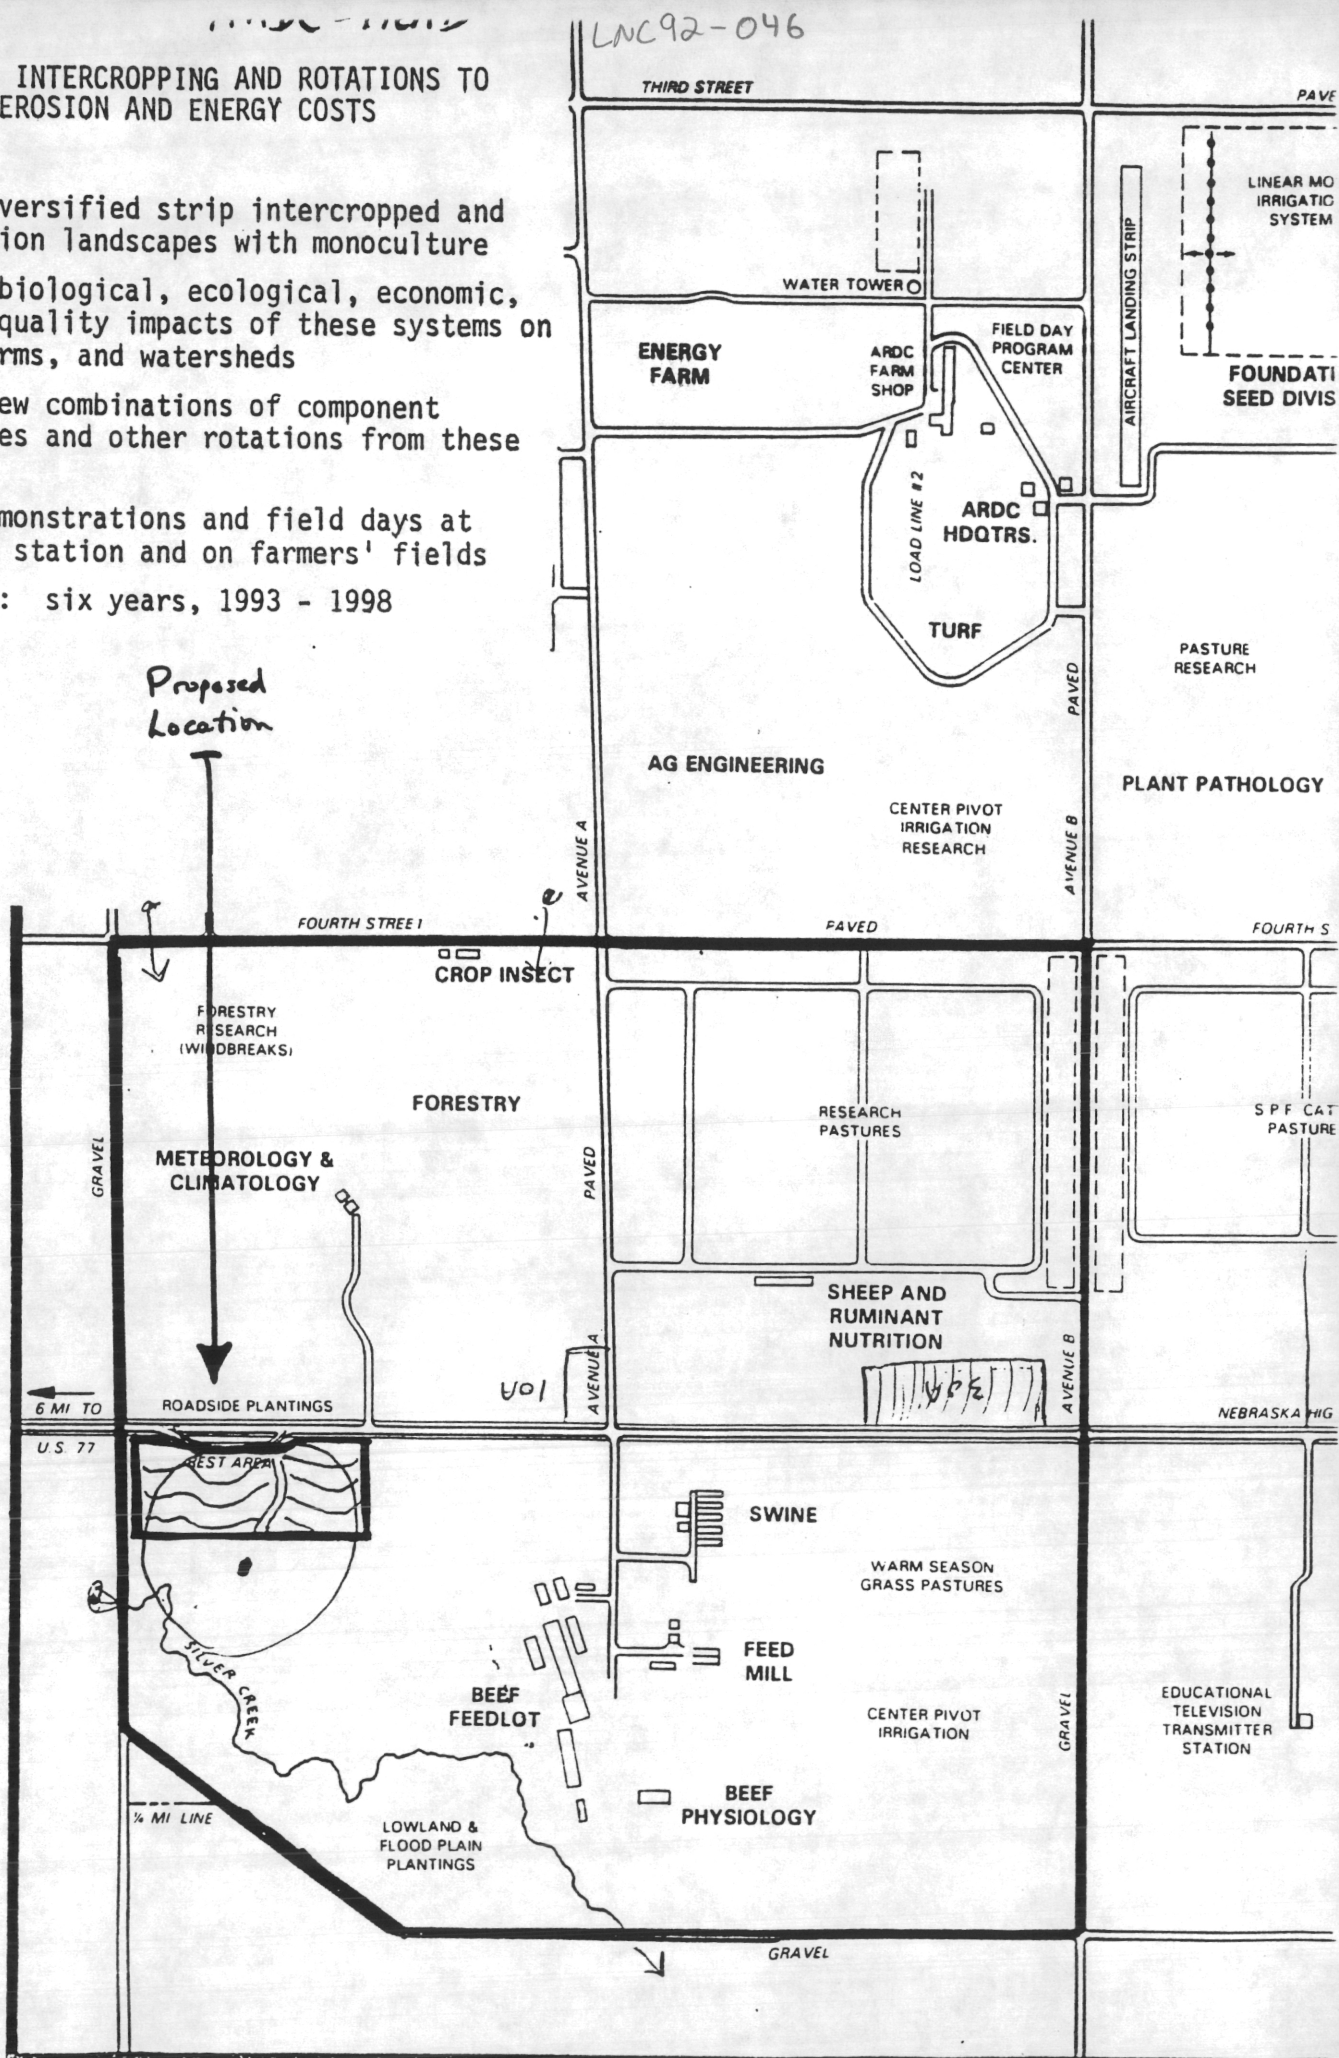 LNC92-046
INTERCROPPING AND ROTATIONS TO
EROSION AND ENERGY COSTS
versified strip intercropped and
ion landscapes with monoculture
biological, ecological, economic,
quality impacts of these systems on
rms, and watersheds
ew combinations of component
es and other rotations from these
monstrations and field days at
station and on farmers' fields
: six years, 1993 - 1998
Proposed
Location
THIRD STREET
PAVE
LINEAR MO
IRRIGATIO
SYSTEM
AIRCRAFT LANDING STRIP
WATER TOWER
ENERGY
FARM
ARDC
FARM
SHOP
FIELD DAY
PROGRAM
CENTER
FOUNDATI
SEED DIVIS
LOAD LINE #2
ARDC
HDQTRS.
TURF
PAVED
PASTURE
RESEARCH
AG ENGINEERING
PLANT PATHOLOGY
CENTER PIVOT
IRRIGATION
RESEARCH
AVENUE A
AVENUE B
FOURTH STREET
PAVED
FOURTH S
CROP INSECT
FORESTRY
RESEARCH
(WINDBREAKS)
FORESTRY
RESEARCH
PASTURES
S P F CAT
PASTURE
GRAVEL
METEOROLOGY &
CLIMATOLOGY
PAVED
SHEEP AND
RUMINANT
NUTRITION
AVENUE A
AVENUE B
10A
35A
6 MI TO
U.S. 77
ROADSIDE PLANTINGS
NEBRASKA HIG
REST AREA
SWINE
WARM SEASON
GRASS PASTURES
SILVER CREEK
FEED
MILL
BEEF
FEEDLOT
CENTER PIVOT
IRRIGATION
GRAVEL
EDUCATIONAL
TELEVISION
TRANSMITTER
STATION
BEEF
PHYSIOLOGY
MI LINE
LOWLAND &
FLOOD PLAIN
PLANTINGS
GRAVEL